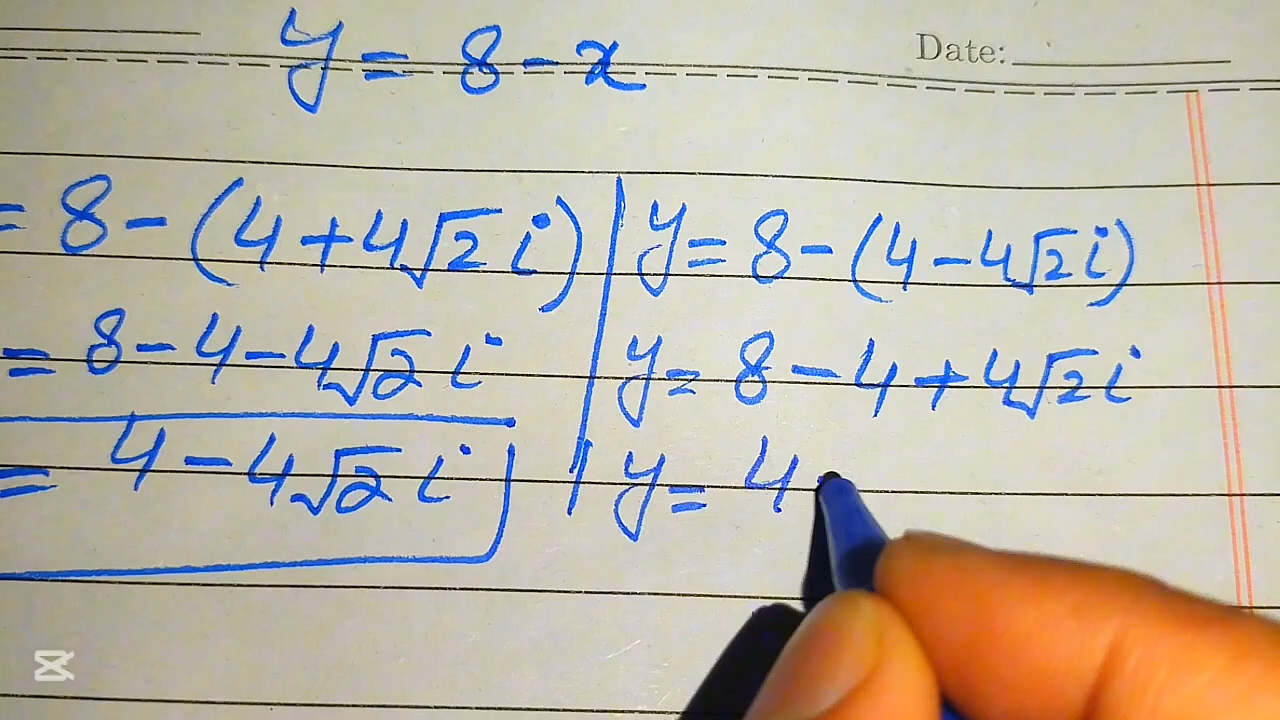 y = 8 - x
Date:
= 8 - (4 + 4√2 i)
= 8 - 4 - 4√2 i
= 4 - 4√2 i
y = 8 - (4 - 4√2 i)
y = 8 - 4 + 4√2 i
y = 4